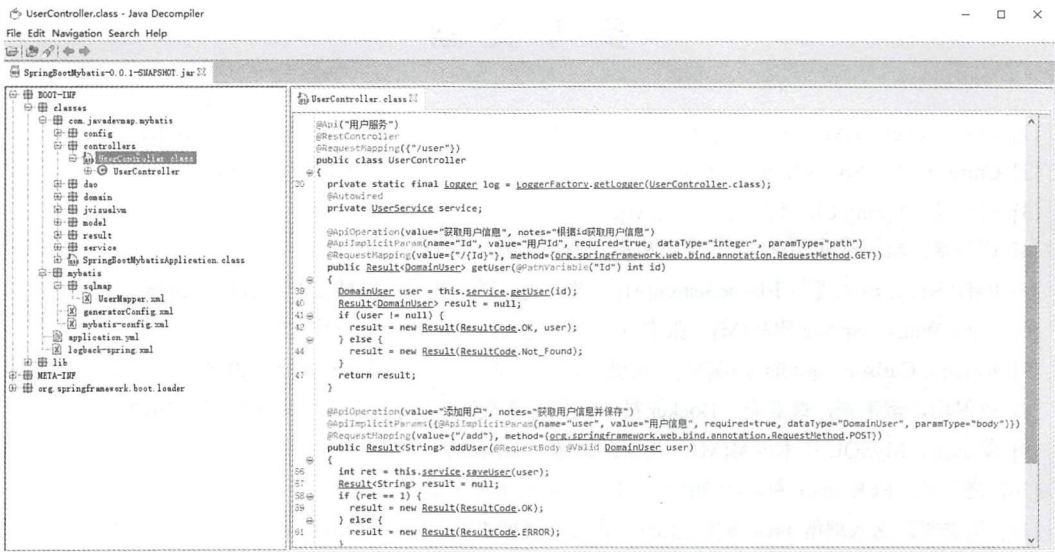 UserController.class - Java Decompiler
File Edit Navigation Search Help
SpringBootMybatis-0.0.1-SNAPSHOT.jar
BOOT-INF
classes
com.javadevmap.mybatis
config
controllers
UserController.class
UserController
dao
domain
jvisualvm
model
result
service
SpringBootMybatisApplication.class
mybatis
sqlmap
UserMapper.xml
generatorConfig.xml
mybatis-config.xml
application.yml
logback-spring.xml
lib
META-INF
org.springframework.boot.loader
UserController.class
@Api("用户服务")
@RestController
@RequestMapping({"/user"})
public class UserController
{
30 private static final Logger log = LoggerFactory.getLogger(UserController.class);
@Autowired
private UserService service;
@ApiOperation(value="获取用户信息", notes="根据id获取用户信息")
@ApiImplicitParam(name="Id", value="用户Id", required=true, dataType="integer", paramType="path")
@RequestMapping(value={"/{Id}"}, method={org.springframework.web.bind.annotation.RequestMethod.GET})
public Result<DomainUser> getUser(@PathVariable("Id") int id)
{
39 DomainUser user = this.service.getUser(id);
40 Result<DomainUser> result = null;
41 if (user != null) {
42 result = new Result(ResultCode.OK, user);
} else {
44 result = new Result(ResultCode.Not_Found);
}
47 return result;
}
@ApiOperation(value="添加用户", notes="获取用户信息并保存")
@ApiImplicitParams({@ApiImplicitParam(name="user", value="用户信息", required=true, dataType="DomainUser", paramType="body")})
@RequestMapping(value={"/add"}, method={org.springframework.web.bind.annotation.RequestMethod.POST})
public Result<String> addUser(@RequestBody @Valid DomainUser user)
{
56 int ret = this.service.saveUser(user);
57 Result<String> result = null;
58 if (ret == 1) {
59 result = new Result(ResultCode.OK);
} else {
61 result = new Result(ResultCode.ERROR);
}